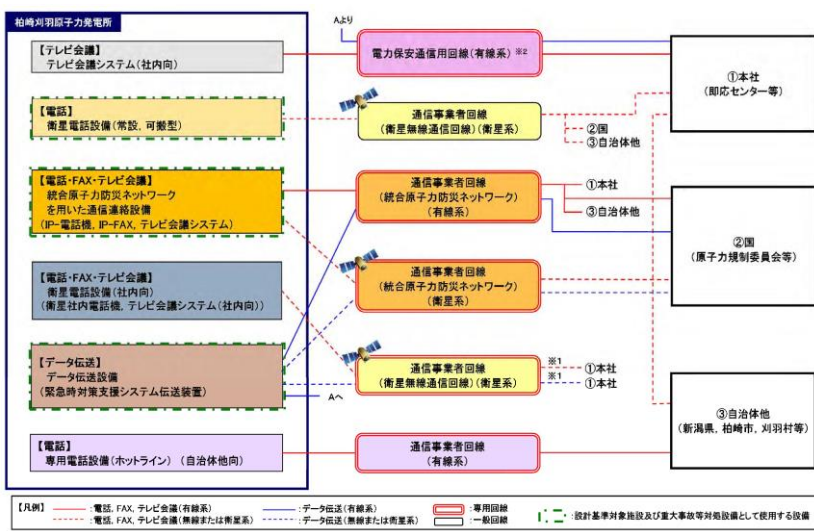 柏崎刈羽原子力発電所
【テレビ会議】
テレビ会議システム(社内向)
【電話】
衛星電話設備(常設，可搬型)
【電話・FAX・テレビ会議】
統合原子力防災ネットワーク
を用いた通信連絡設備
(IP-電話機，IP-FAX，テレビ会議システム)
【電話・FAX・テレビ会議】
衛星電話設備(社内向)
(衛星社内電話機，テレビ会議システム(社内向))
【データ伝送】
データ伝送設備
(緊急時対策支援システム伝送装置)
【電話】
専用電話設備(ホットライン) (自治体他向)
Aより
電力保安通信用回線(有線系) ※2
通信事業者回線
(衛星無線通信回線)(衛星系)
②国
③自治体他
通信事業者回線
(統合原子力防災ネットワーク)
(有線系)
①本社
③自治体他
通信事業者回線
(統合原子力防災ネットワーク)
(衛星系)
通信事業者回線
(衛星無線通信回線)(衛星系)
※1
①本社
※1
①本社
Aへ
通信事業者回線
(有線系)
①本社
(即応センター等)
②国
(原子力規制委員会等)
③自治体他
(新潟県，柏崎市，刈羽村等)
【凡例】
:電話，FAX，テレビ会議(有線系)
:電話，FAX，テレビ会議(無線または衛星系)
:データ伝送(有線系)
:データ伝送(無線または衛星系)
:専用回線
:一般回線
:設計基準対象施設及び重大事故等対処設備として使用する設備